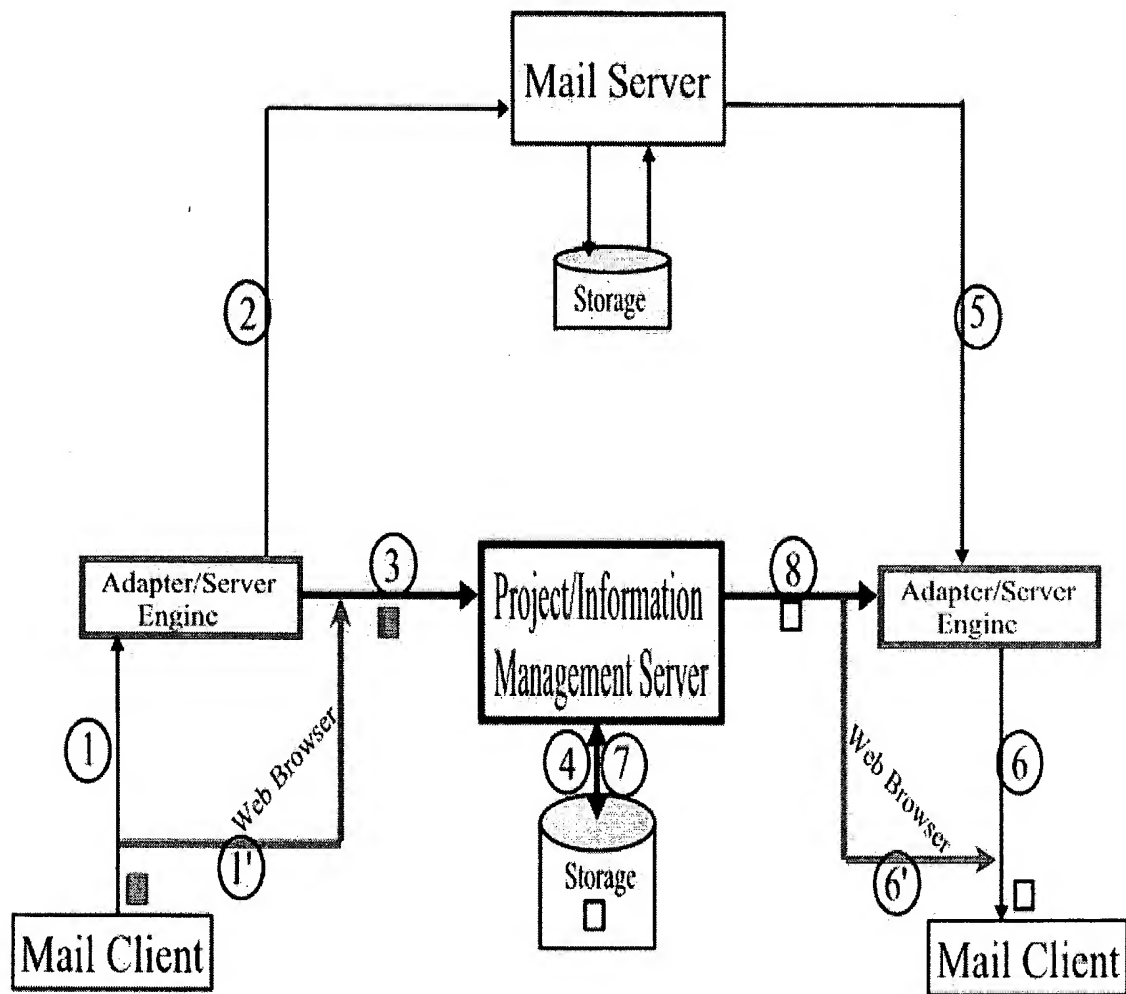 Mail Server
Storage
2
5
Adapter/Server
Engine
3
Project/Information
Management Server
8
Adapter/Server
Engine
1
Web Browser
1'
4
7
Storage
Web Browser
6
6'
Mail Client
Mail Client